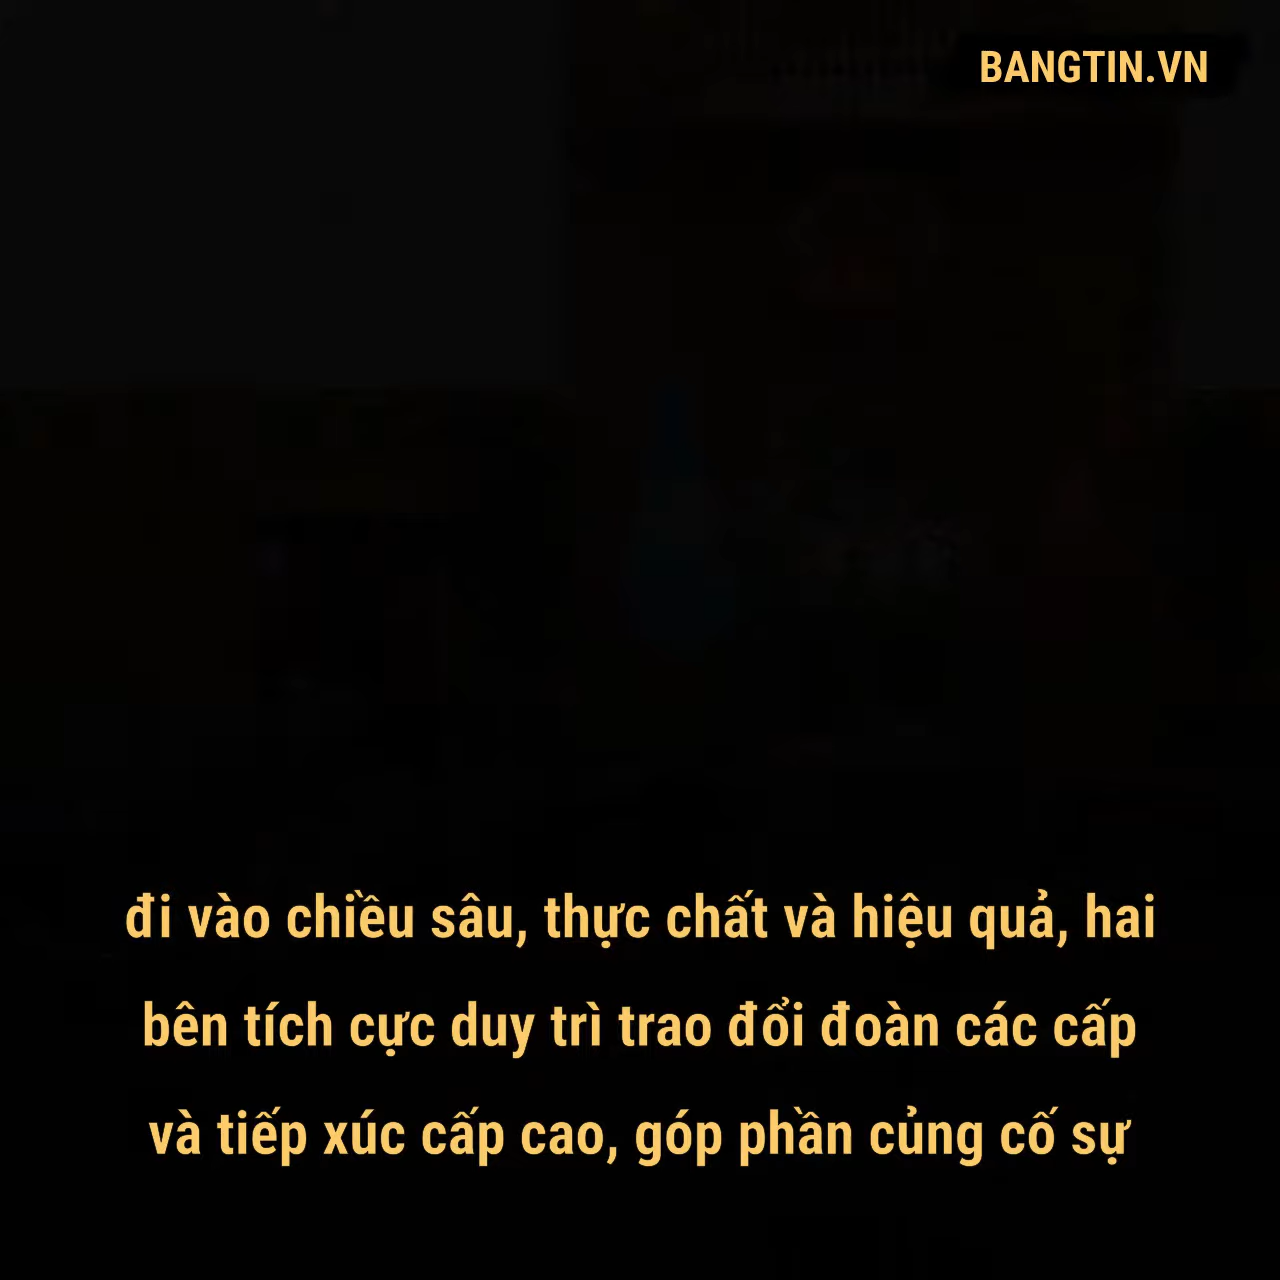 BANGTIN.VN
đi vào chiều sâu, thực chất và hiệu quả, hai
bên tích cực duy trì trao đổi đoàn các cấp
và tiếp xúc cấp cao, góp phần củng cố sự